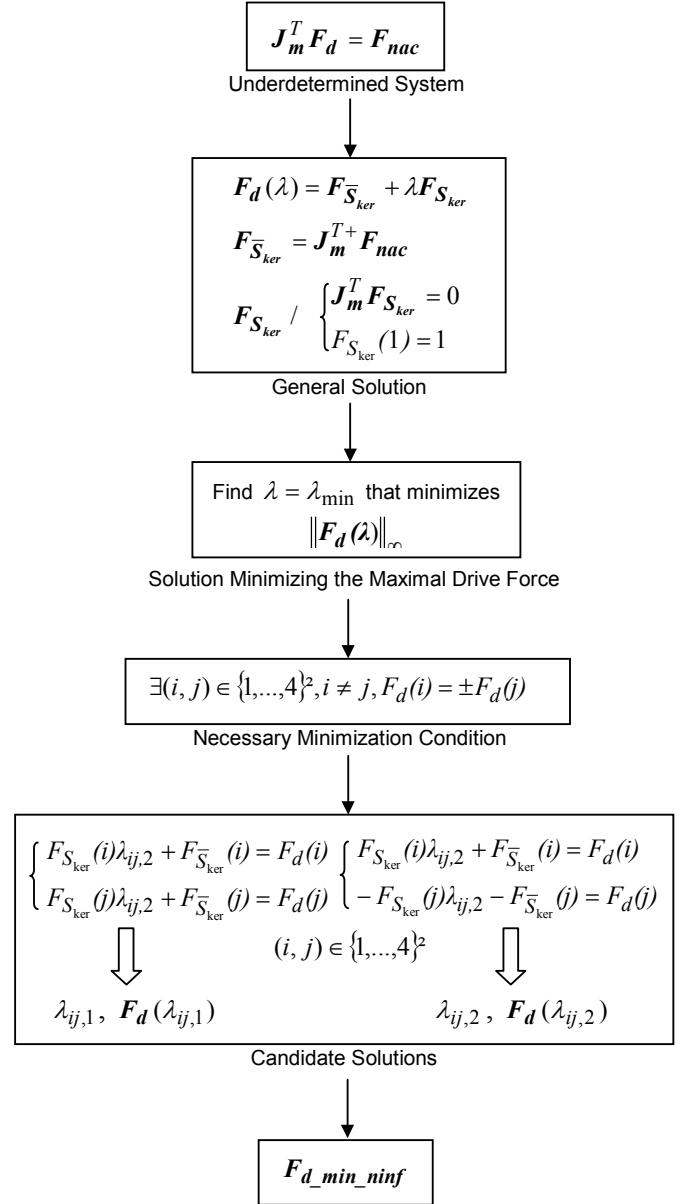 J_m^T F_d = F_nac
Underdetermined System
F_d(λ) = F_S̄ker + λF_Sker
F_S̄ker = J_m^T+ F_nac
F_Sker / { J_m^T F_Sker = 0
F_Sker(1) = 1
General Solution
Find λ = λ_min that minimizes
‖F_d(λ)‖_∞
Solution Minimizing the Maximal Drive Force
∃(i, j) ∈ {1,...,4}², i ≠ j, F_d(i) = ±F_d(j)
Necessary Minimization Condition
{ F_Sker(i)λ_ij,2 + F_S̄ker(i) = F_d(i) { F_Sker(i)λ_ij,2 + F_S̄ker(i) = F_d(i)
F_Sker(j)λ_ij,2 + F_S̄ker(j) = F_d(j) − F_Sker(j)λ_ij,2 − F_S̄ker(j) = F_d(j)
(i, j) ∈ {1,...,4}²
λ_ij,1, F_d(λ_ij,1) λ_ij,2, F_d(λ_ij,2)
Candidate Solutions
F_d_min_ninf